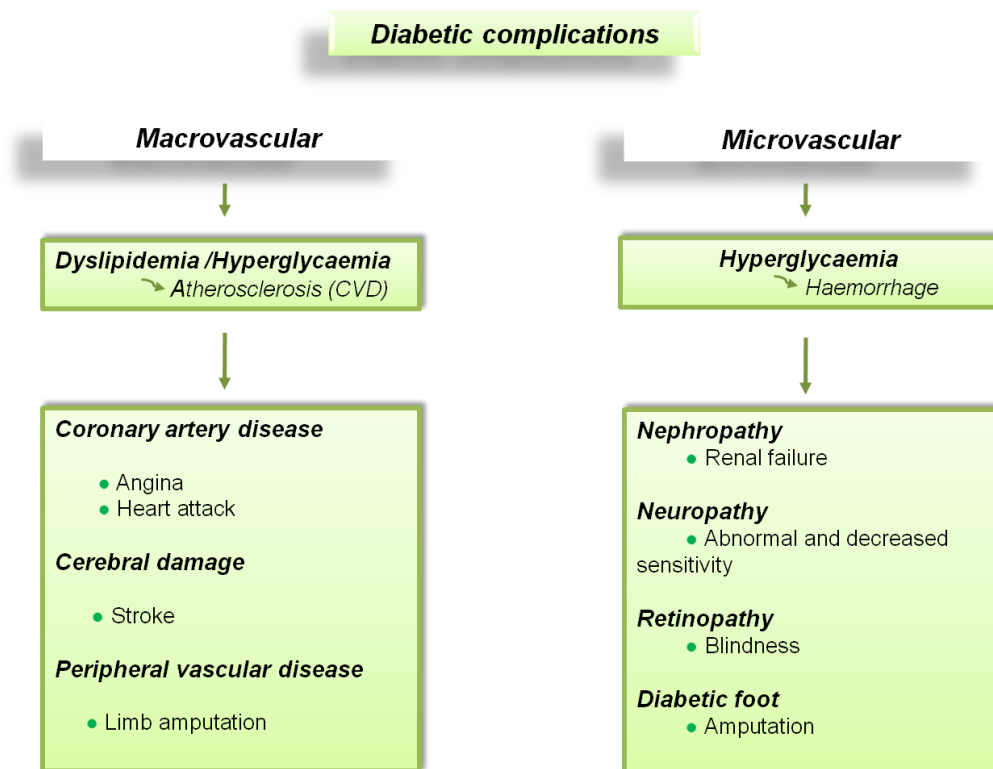 Diabetic complications
Macrovascular
Dyslipidemia /Hyperglycaemia
Atherosclerosis (CVD)
Coronary artery disease
• Angina
• Heart attack
Cerebral damage
• Stroke
Peripheral vascular disease
• Limb amputation
Microvascular
Hyperglycaemia
Haemorrhage
Nephropathy
• Renal failure
Neuropathy
• Abnormal and decreased
sensitivity
Retinopathy
• Blindness
Diabetic foot
• Amputation